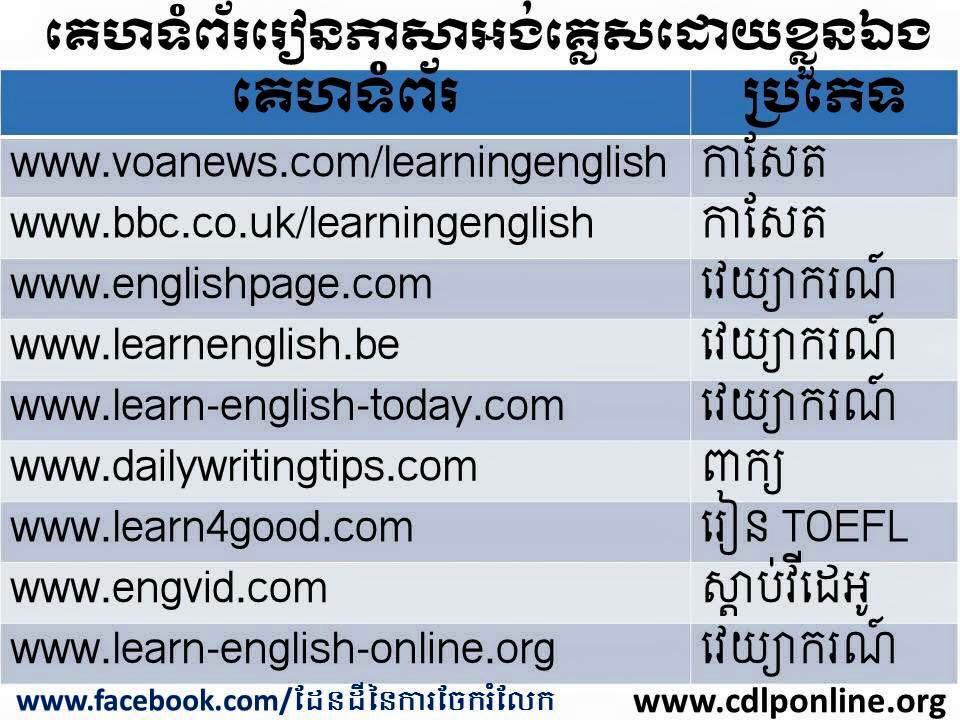 គេហទំព័ររៀនភាសាអង់គ្លេសដោយខ្លួនឯង
គេហទំព័រ ប្រភេទ
www.voanews.com/learningenglish កាសែត
www.bbc.co.uk/learningenglish កាសែត
www.englishpage.com វេយ្យាករណ៍
www.learnenglish.be វេយ្យាករណ៍
www.learn-english-today.com វេយ្យាករណ៍
www.dailywritingtips.com ពាក្យ
www.learn4good.com រៀន TOEFL
www.engvid.com ស្តាប់វីដេអូ
www.learn-english-online.org វេយ្យាករណ៍
www.facebook.com/ដែនដីនៃការចែករំលែក www.cdlponline.org